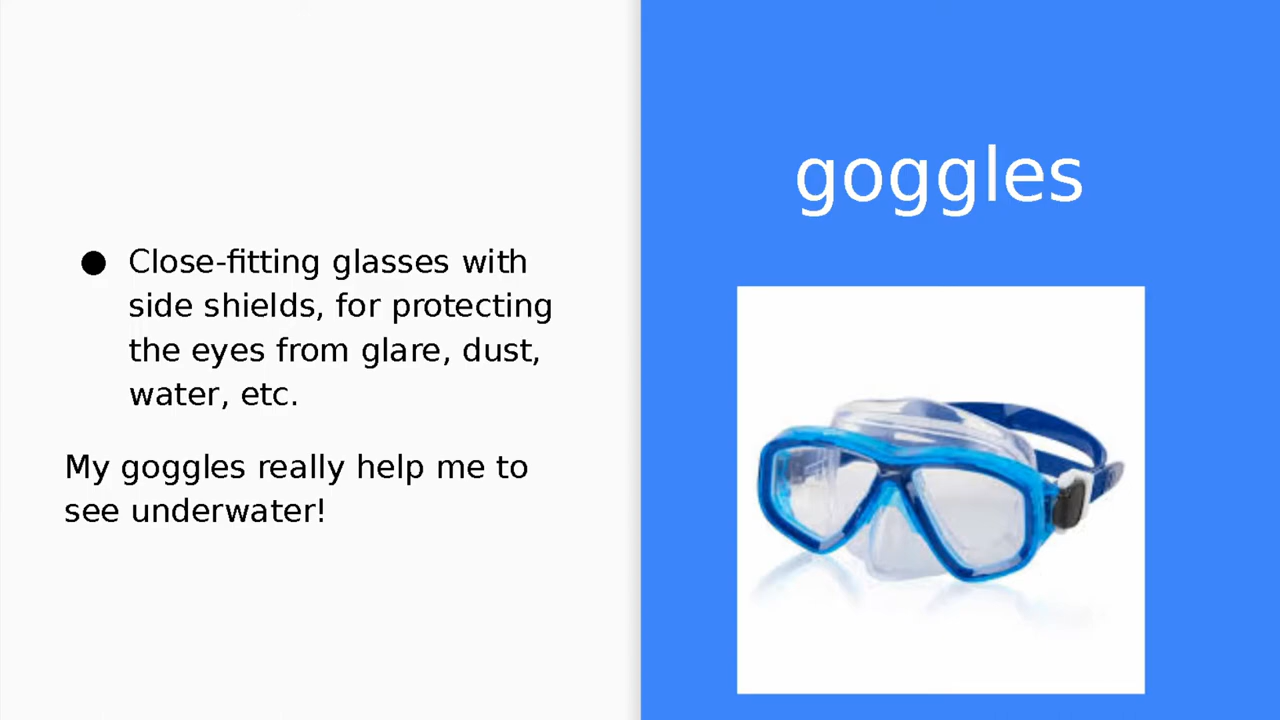 goggles
● Close-fitting glasses with
side shields, for protecting
the eyes from glare, dust,
water, etc.
My goggles really help me to
see underwater!